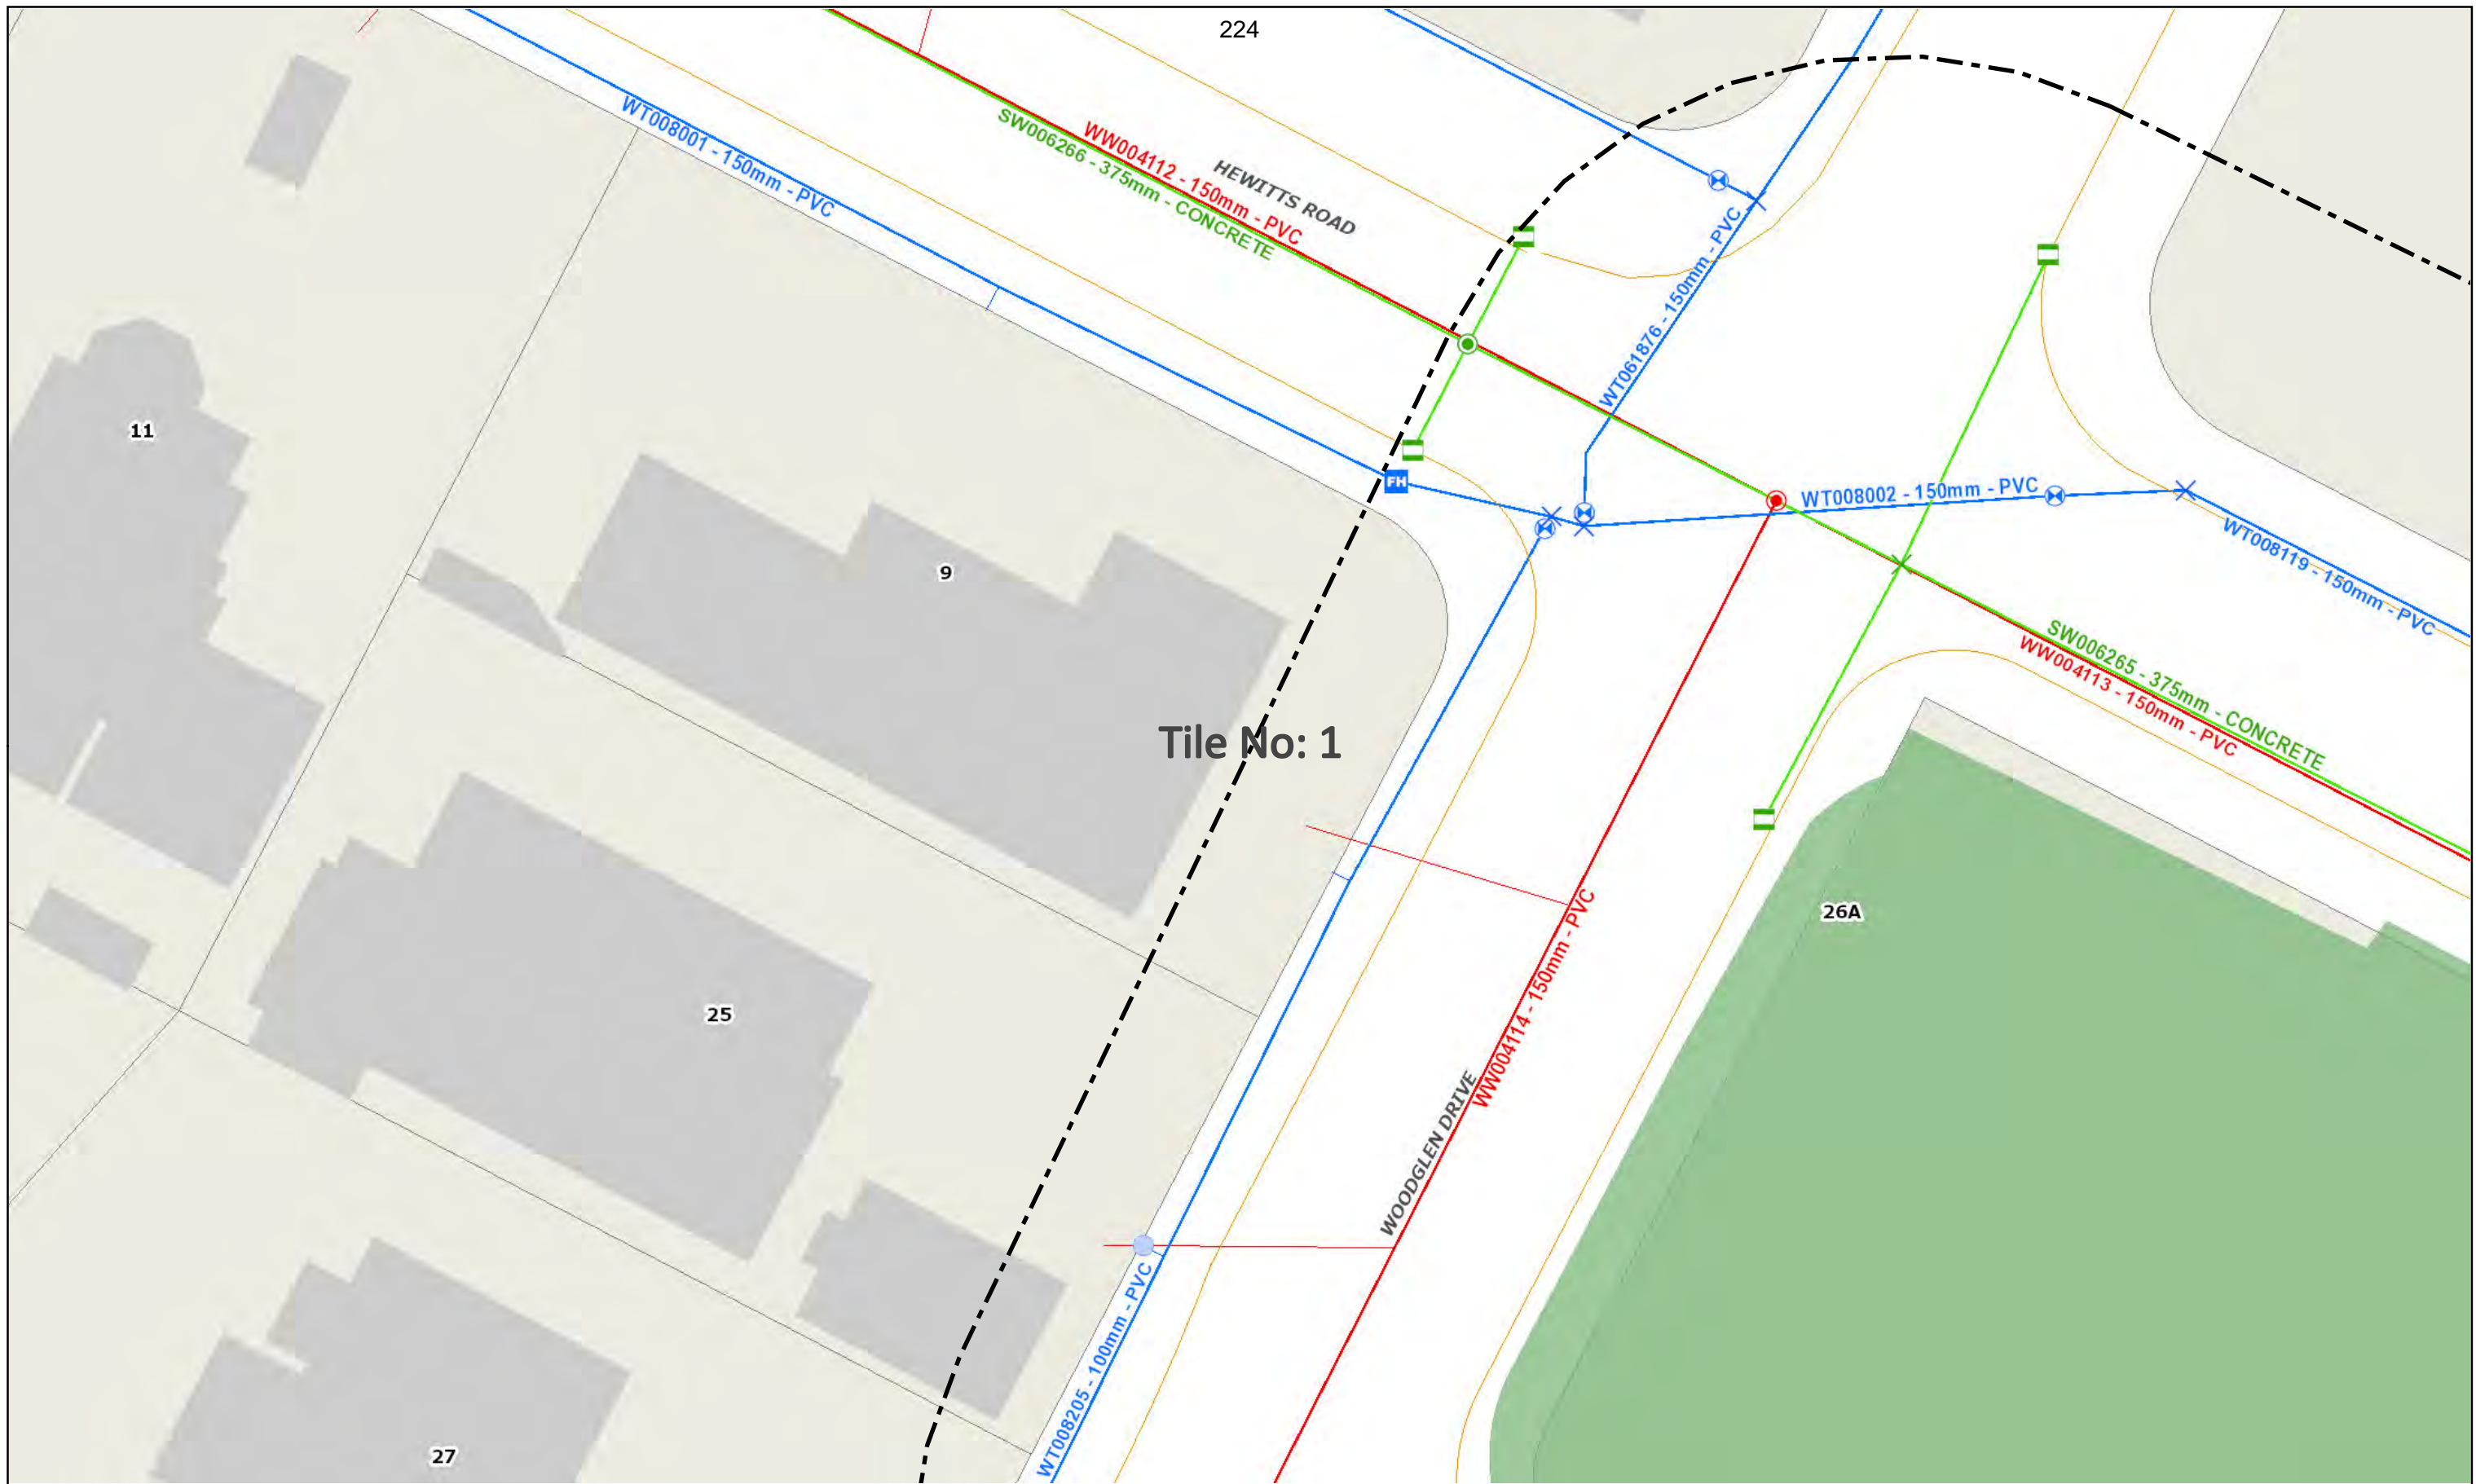 224
WT008001 - 150mm - PVC
WW004112 - 150mm - PVC
SW006266 - 375mm - CONCRETE
HEWITTS ROAD
WT061876 - 150mm - PVC
11
FH
WT008002 - 150mm - PVC
WT008119 - 150mm - PVC
9
SW006265 - 375mm - CONCRETE
WW004113 - 150mm - PVC
Tile No: 1
26A
WW004114 - 150mm - PVC
25
WOODGLEN DRIVE
WT008205 - 100mm - PVC
27